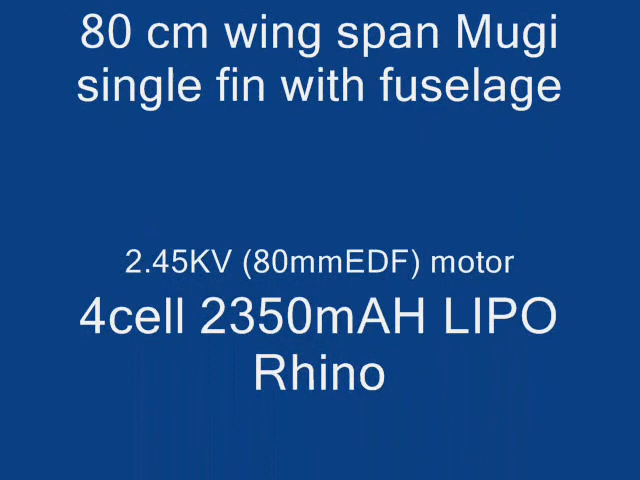 80 cm wing span Mugi
single fin with fuselage
2.45KV (80mmEDF) motor
4cell 2350mAH LIPO
Rhino